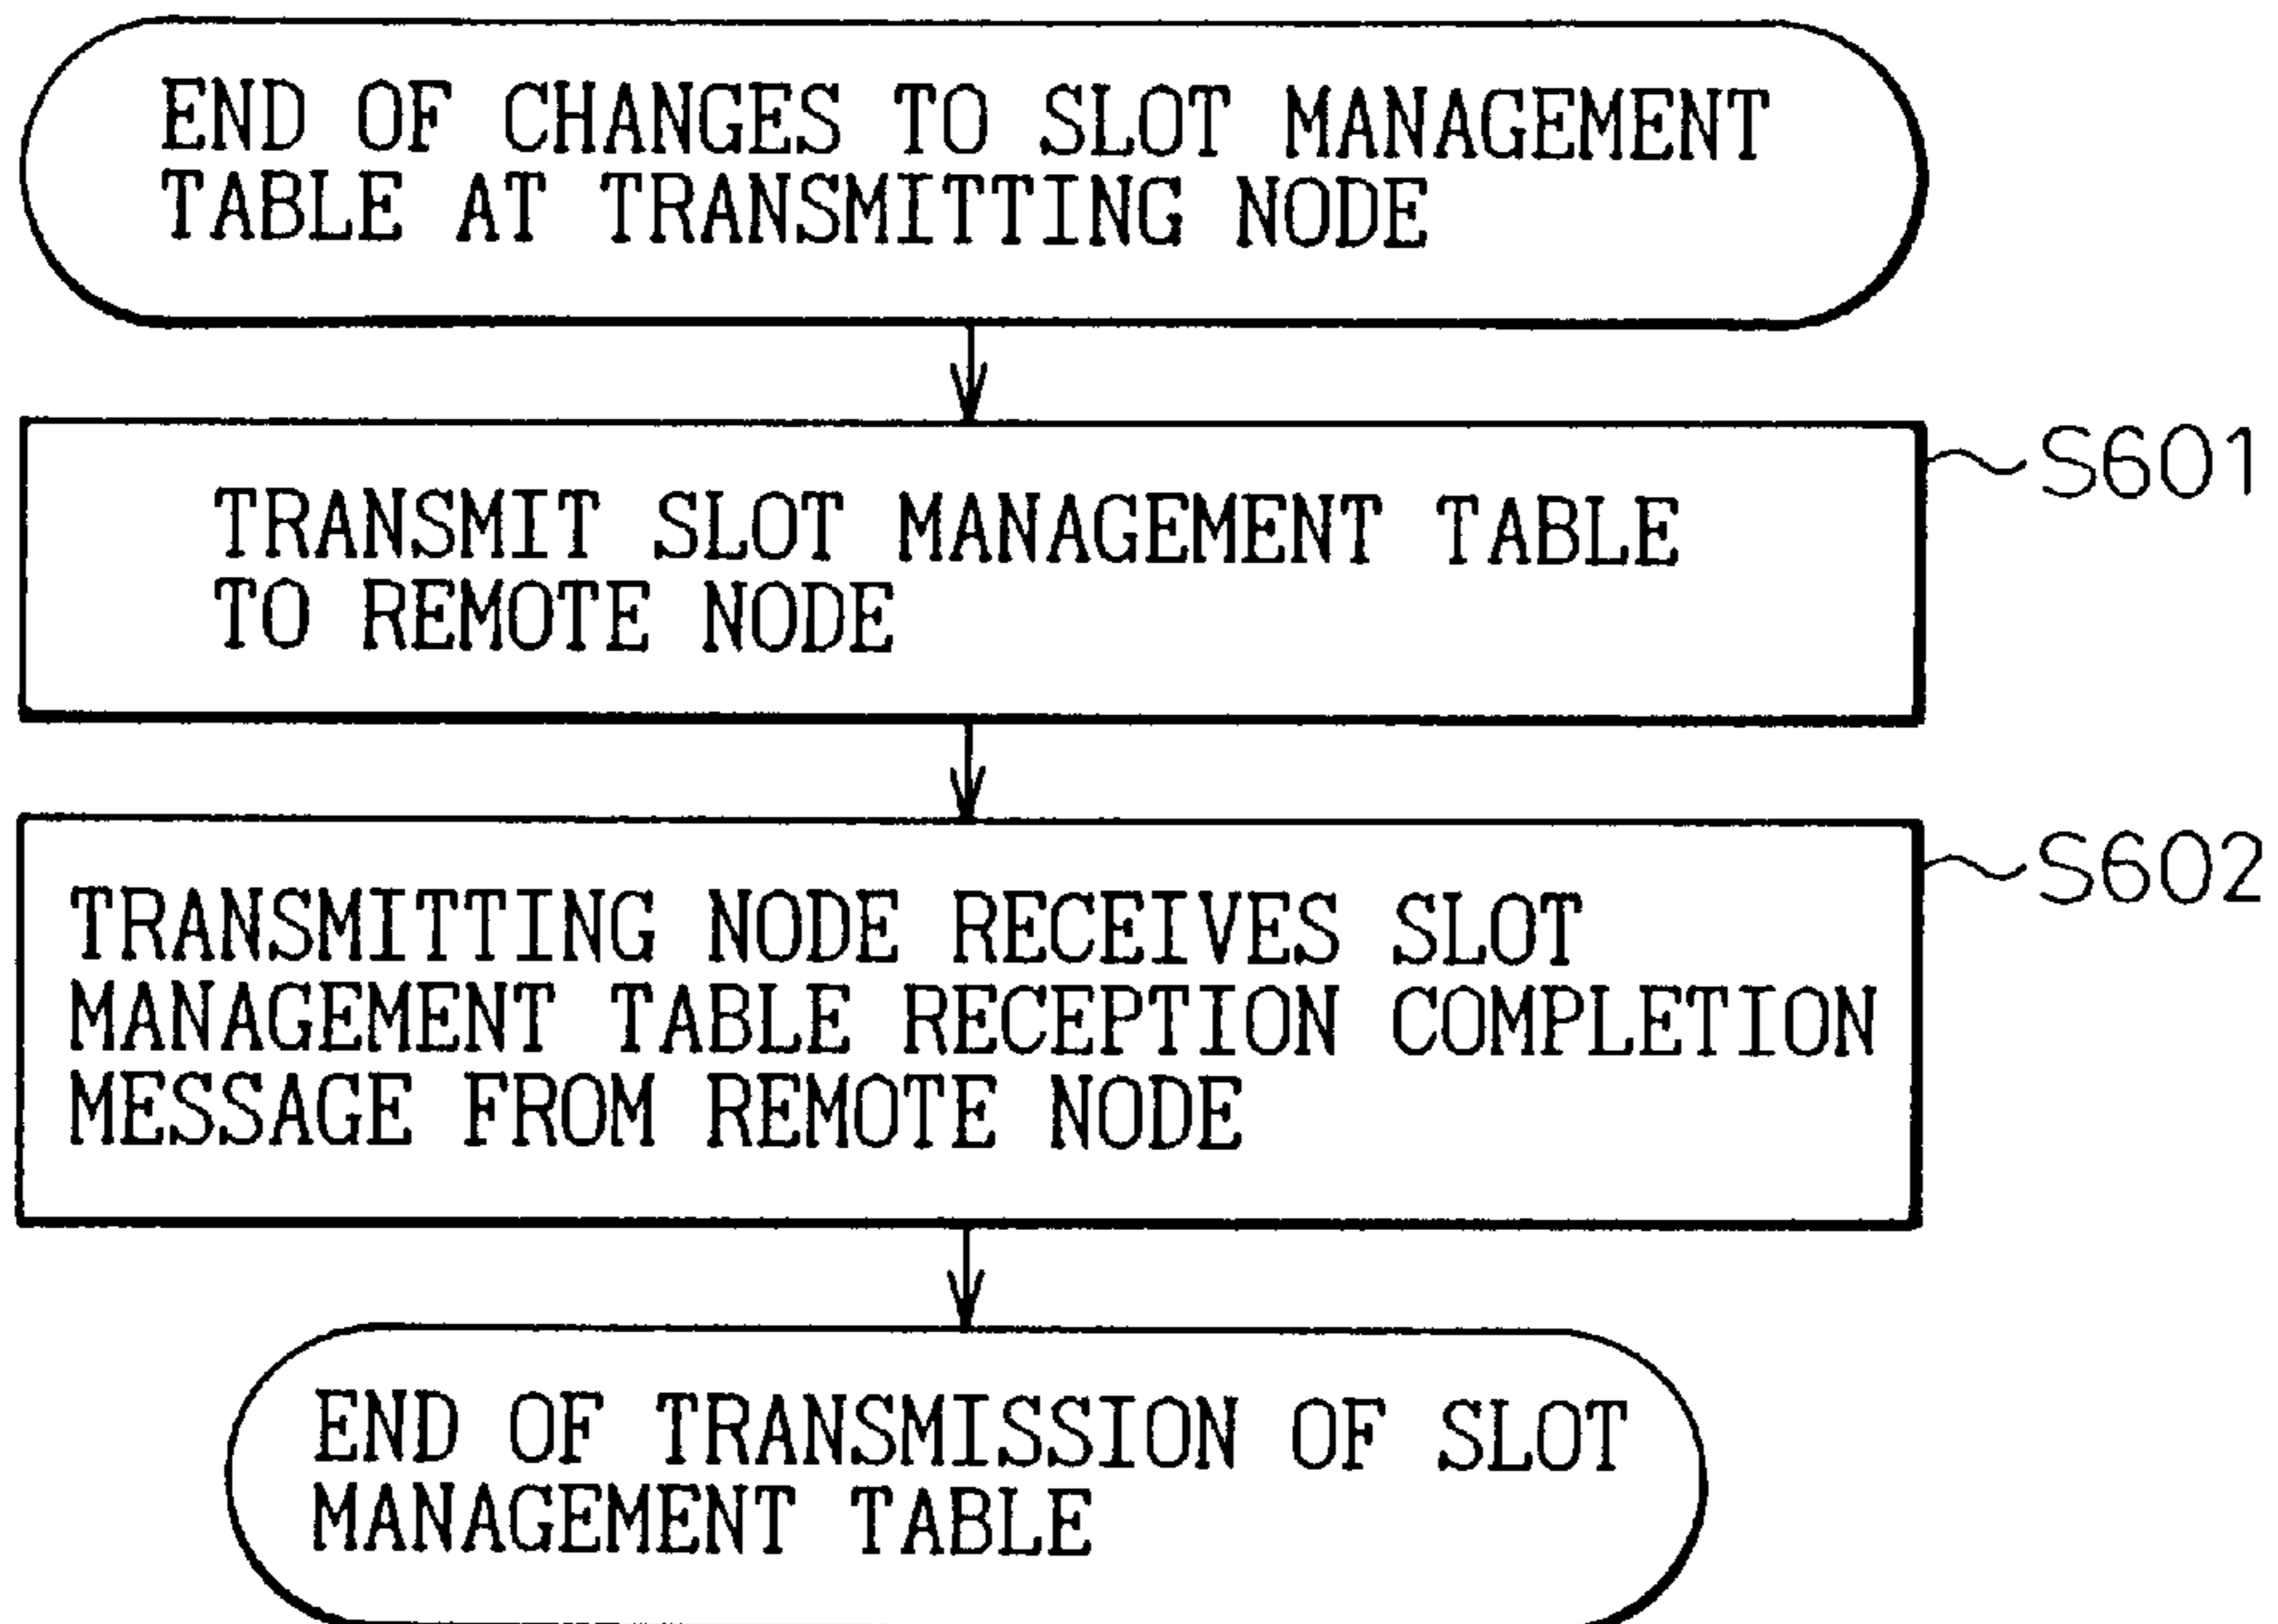 END OF CHANGES TO SLOT MANAGEMENT
TABLE AT TRANSMITTING NODE
S601
TRANSMIT SLOT MANAGEMENT TABLE
TO REMOTE NODE
S602
TRANSMITTING NODE RECEIVES SLOT
MANAGEMENT TABLE RECEPTION COMPLETION
MESSAGE FROM REMOTE NODE
END OF TRANSMISSION OF SLOT
MANAGEMENT TABLE